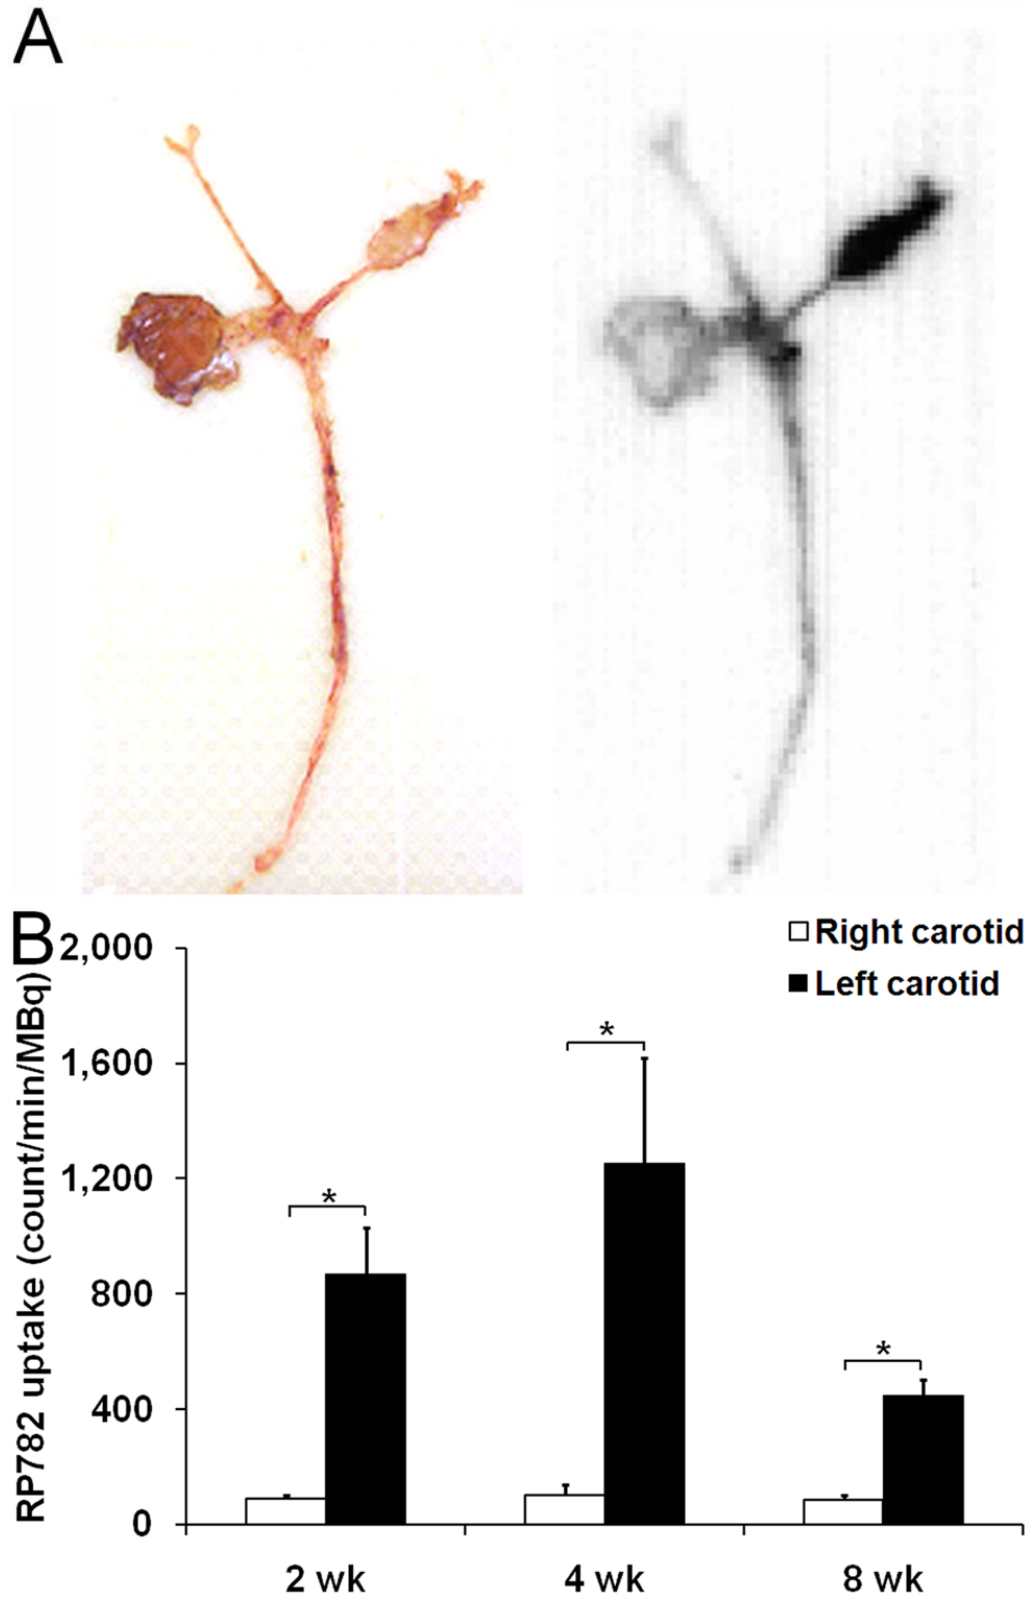 A
B
Right carotid
Left carotid
RP782 uptake (count/min/MBq)
2,000
1,600
1,200
800
400
0
*
*
*
2 wk
4 wk
8 wk